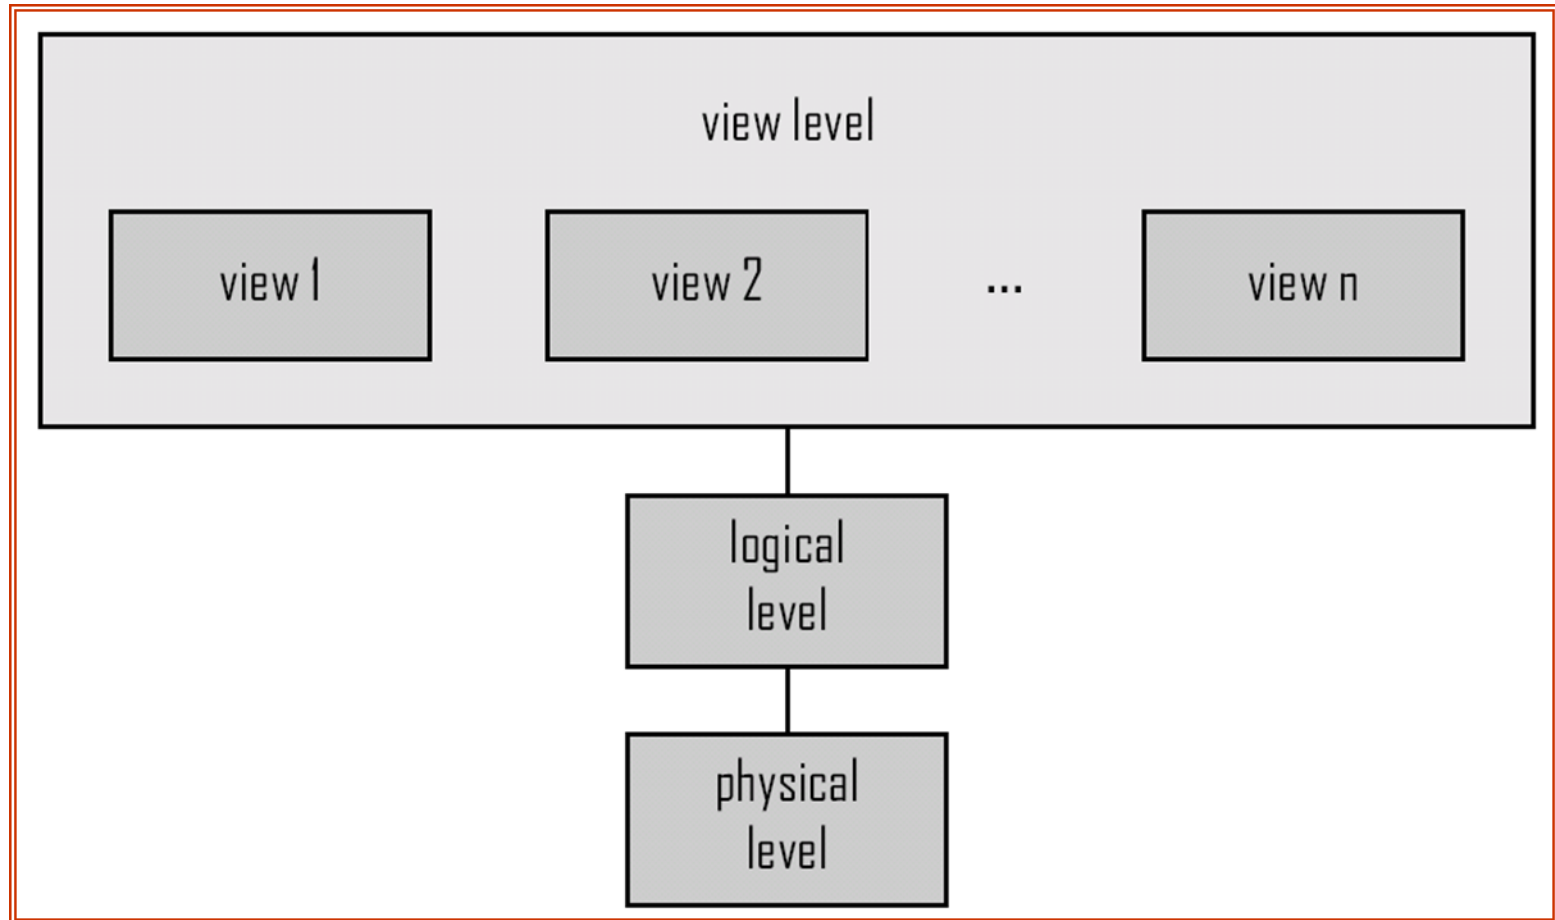 view level
view 1
view 2
...
view n
logical
level
physical
level